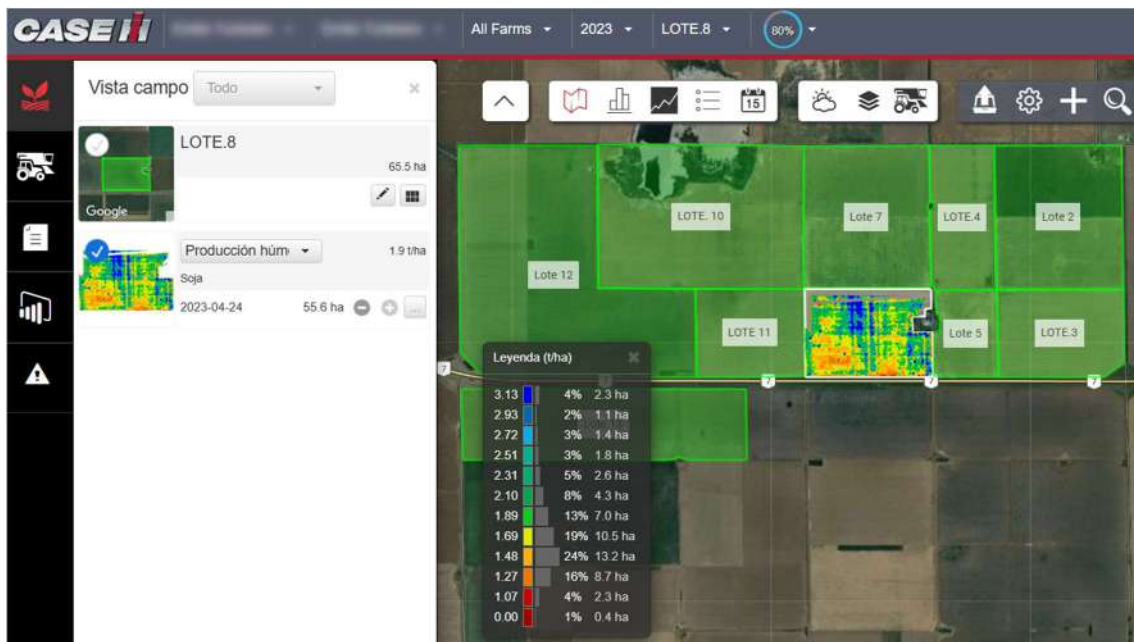 CASE IH
All Farms
2023
LOTE.8
80%
Vista campo
Todo
LOTE.8
65.5 ha
Google
Producción húm
1.9 t/ha
Soja
2023-04-24
55.6 ha
...
15
LOTE. 10
Lote 7
LOTE.4
Lote 2
Lote 12
LOTE 11
Lote 5
LOTE.3
7
7
7
7
7
Leyenda (t/ha)
3.13 4% 2.3 ha
2.93 2% 1.1 ha
2.72 3% 1.4 ha
2.51 3% 1.8 ha
2.31 5% 2.6 ha
2.10 8% 4.3 ha
1.89 13% 7.0 ha
1.69 19% 10.5 ha
1.48 24% 13.2 ha
1.27 16% 8.7 ha
1.07 4% 2.3 ha
0.00 1% 0.4 ha